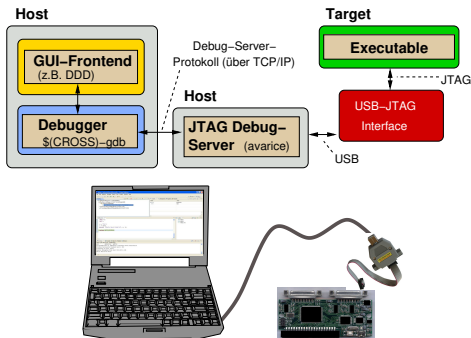 Host
GUI–Frontend
(z.B. DDD)
Debugger
$(CROSS)–gdb
Debug–Server–
Protokoll (über TCP/IP)
Host
JTAG Debug–
Server (avarice)
USB
Target
Executable
JTAG
USB–JTAG
Interface